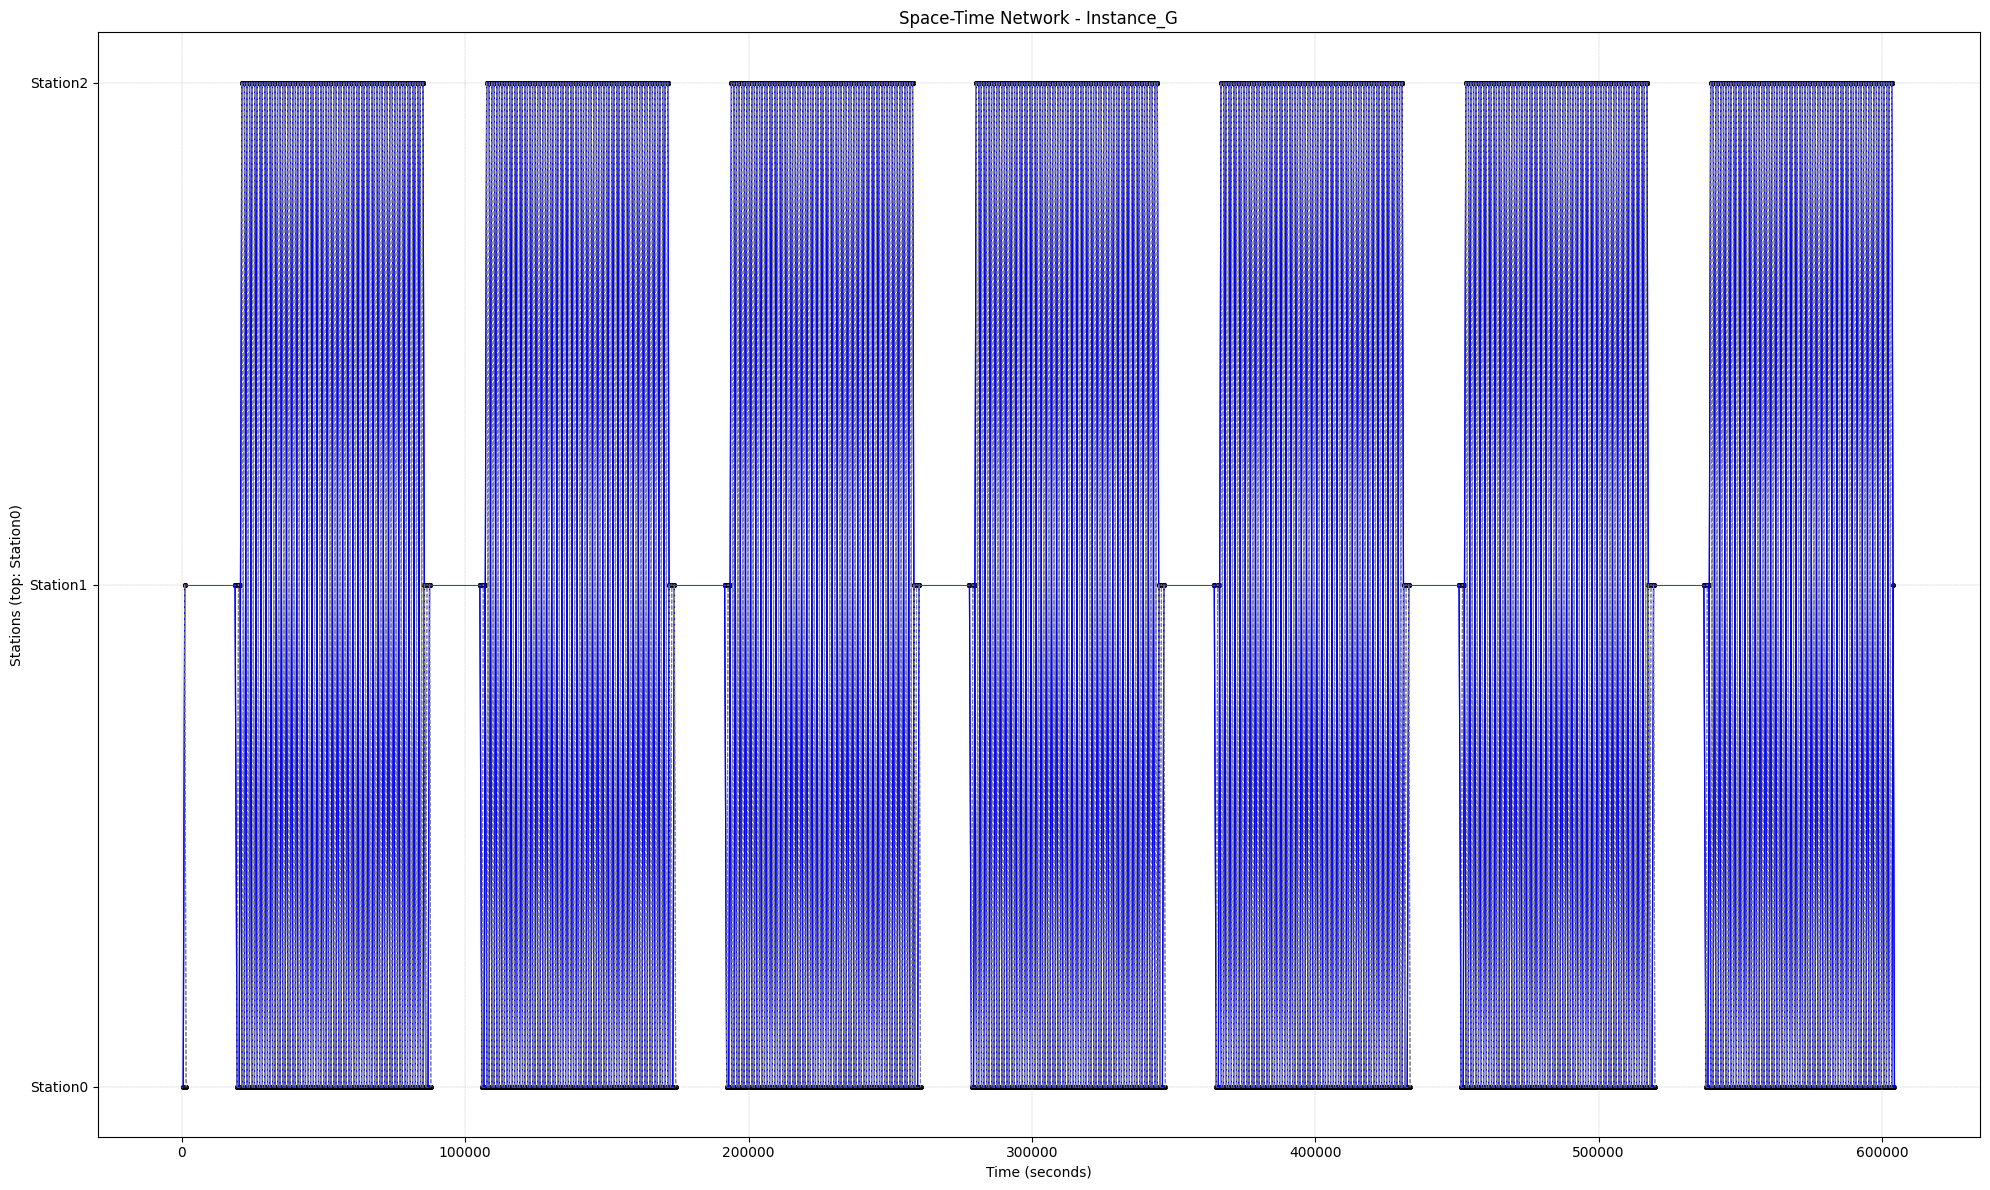 Space-Time Network - Instance_G
Stations (top: Station0)
Station2
Station1
Station0
0
100000
200000
300000
400000
500000
600000
Time (seconds)